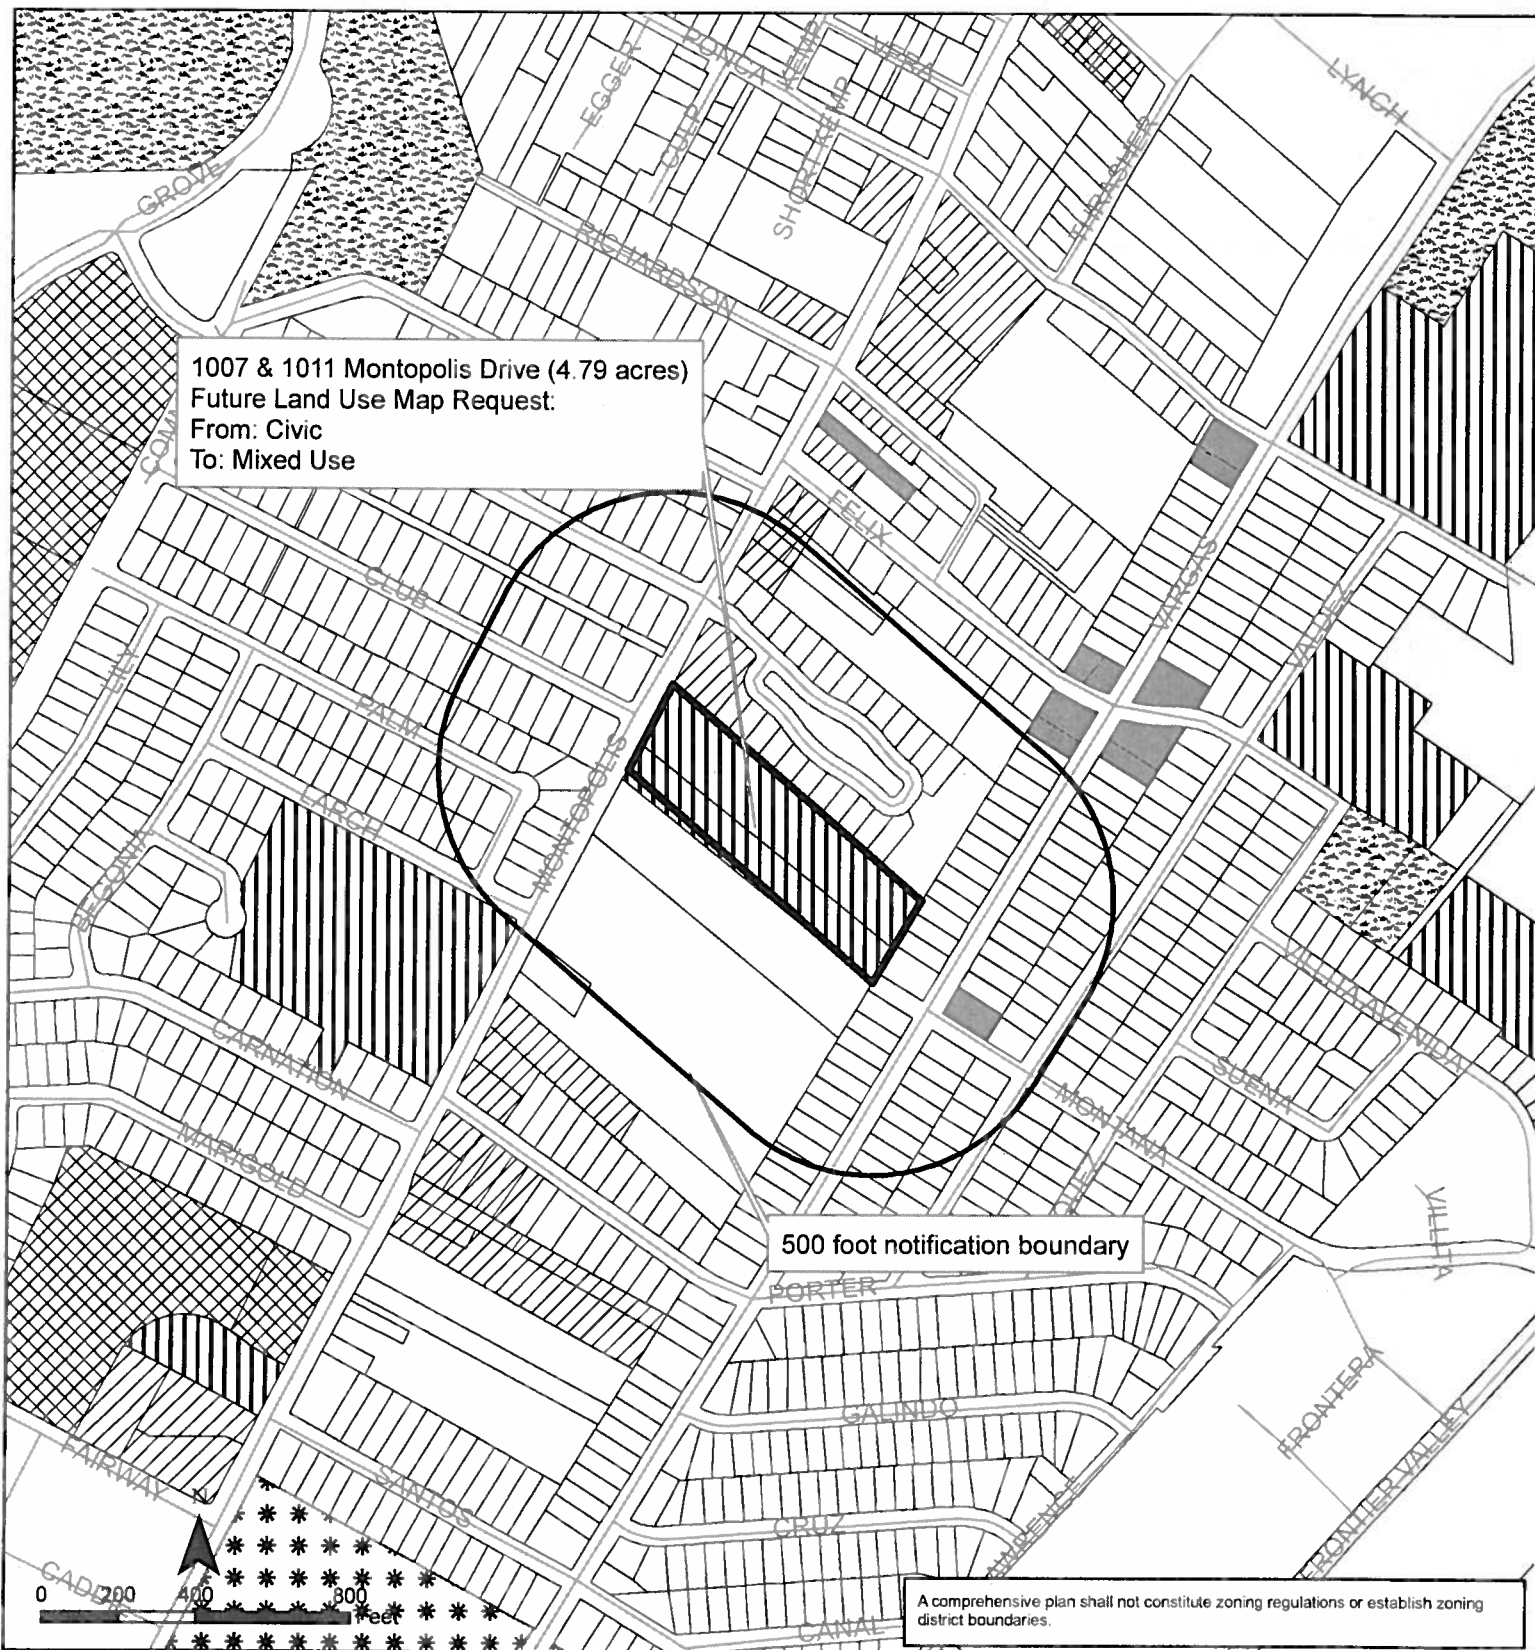 PONCA
KEMP
VERA
EGGER
CULP
SHORT KEMP
LYNCH
THRASHER
GROVE
RICHARDSON
1007 & 1011 Montopolis Drive (4.79 acres)
Future Land Use Map Request:
From: Civic
To: Mixed Use
FELIX
CLUB
VARGAS
VALDEZ
LILY
PALM
MONTOPOLIS
LARCH
BEGONIA
CARNATION
VILLITA AVENIDA
SUENA
MONTANA
MARIGOLD
VILLITA
500 foot notification boundary
PORTER
FRONTERA
GALINDO
FRONTIER VALLEY
FAIRWAY
SANTOS
CRUZ
N
0 200 400 800
Feet
CANAL
A comprehensive plan shall not constitute zoning regulations or establish zoning
district boundaries.